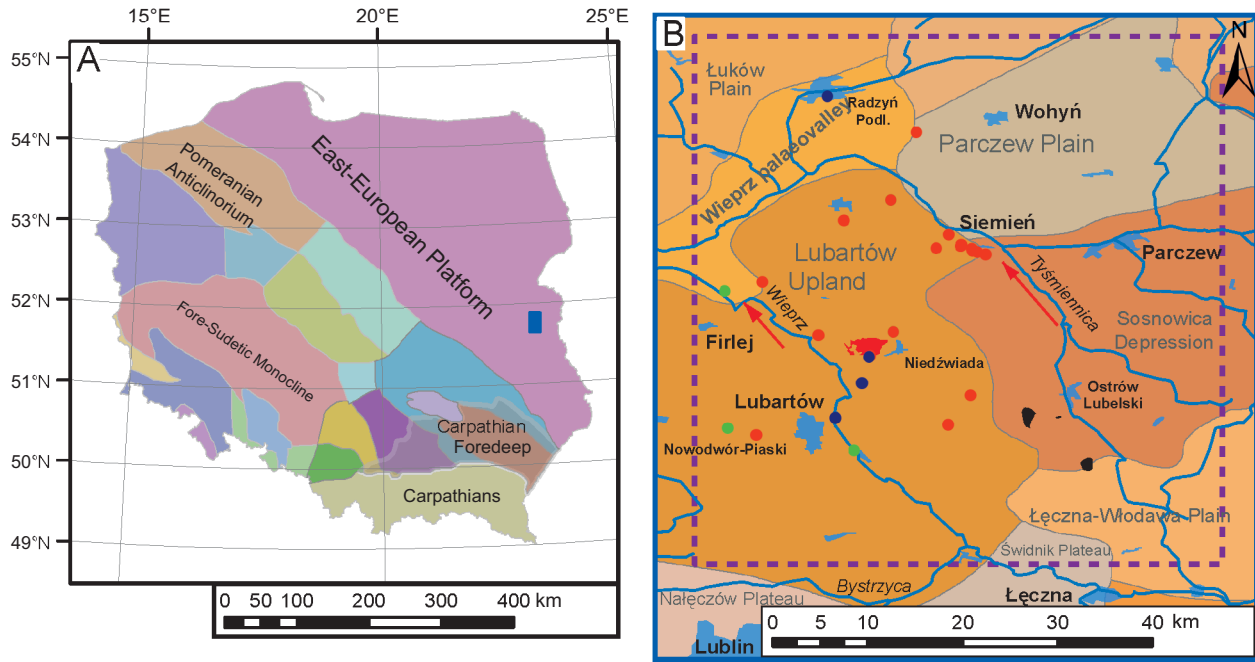 15°E
20°E
25°E
A
55°N
54°N
53°N
52°N
51°N
50°N
49°N
Pomeranian
Anticlinorium
East-European Platform
Fore-Sudetic Monocline
Carpathian
Foredeep
Carpathians
0 50 100 200 300 400 km
B
N
Łuków
Plain
Radzyń
Podl.
Wohyń
Parczew Plain
Wieprz palaeovalley
Siemień
Lubartów
Upland
Parczew
Tyśmiennica
Wieprz
Sosnowica
Depression
Firlej
Niedźwiada
Ostrów
Lubelski
Lubartów
Nowodwór-Piaski
Łęczna-Włodawa Plain
Świdnik Plateau
Bystrzyca
Nałęczów Plateau
Łęczna
Lublin
0 5 10 20 30 40 km